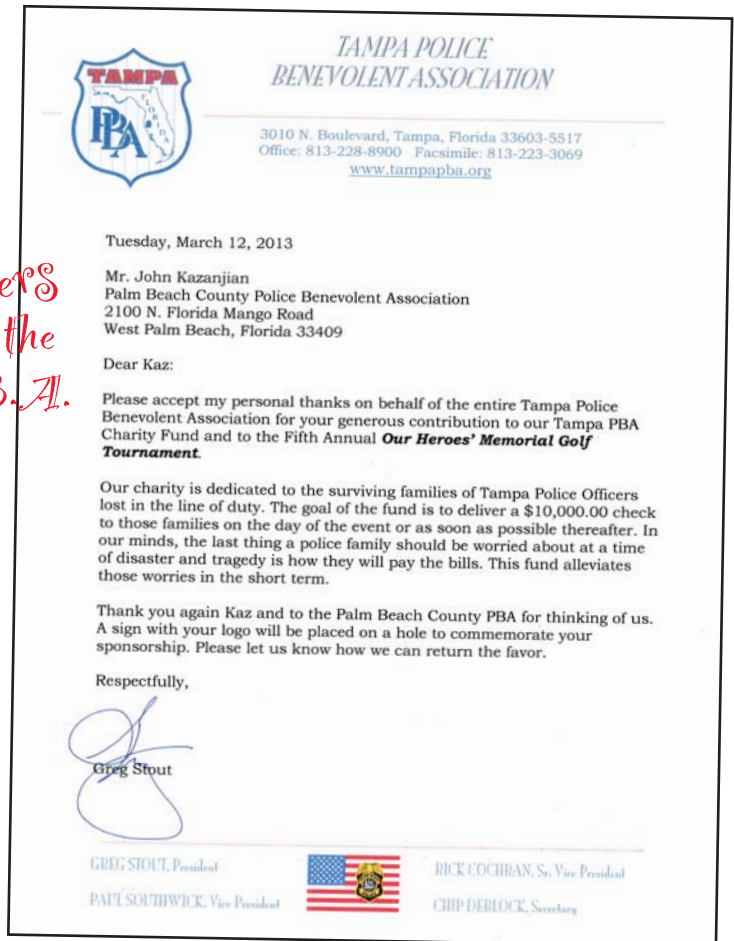 TAMPA POLICE
BENEVOLENT ASSOCIATION
TAMPA
PBA
FLORIDA
3010 N. Boulevard, Tampa, Florida 33603-5517
Office: 813-228-8900 Facsimile: 813-223-3069
www.tampapba.org
Tuesday, March 12, 2013
Mr. John Kazanjian
Palm Beach County Police Benevolent Association
2100 N. Florida Mango Road
West Palm Beach, Florida 33409
Dear Kaz:
ers
the
B.A.
Please accept my personal thanks on behalf of the entire Tampa Police
Benevolent Association for your generous contribution to our Tampa PBA
Charity Fund and to the Fifth Annual Our Heroes' Memorial Golf
Tournament.
Our charity is dedicated to the surviving families of Tampa Police Officers
lost in the line of duty. The goal of the fund is to deliver a $10,000.00 check
to those families on the day of the event or as soon as possible thereafter. In
our minds, the last thing a police family should be worried about at a time
of disaster and tragedy is how they will pay the bills. This fund alleviates
those worries in the short term.
Thank you again Kaz and to the Palm Beach County PBA for thinking of us.
A sign with your logo will be placed on a hole to commemorate your
sponsorship. Please let us know how we can return the favor.
Respectfully,
Greg Stout
GREG STOUT, President
RICK COCHRAN, Sr. Vice President
PAUL SOUTHWICK, Vice President
CHIP DEBLOCK, Secretary